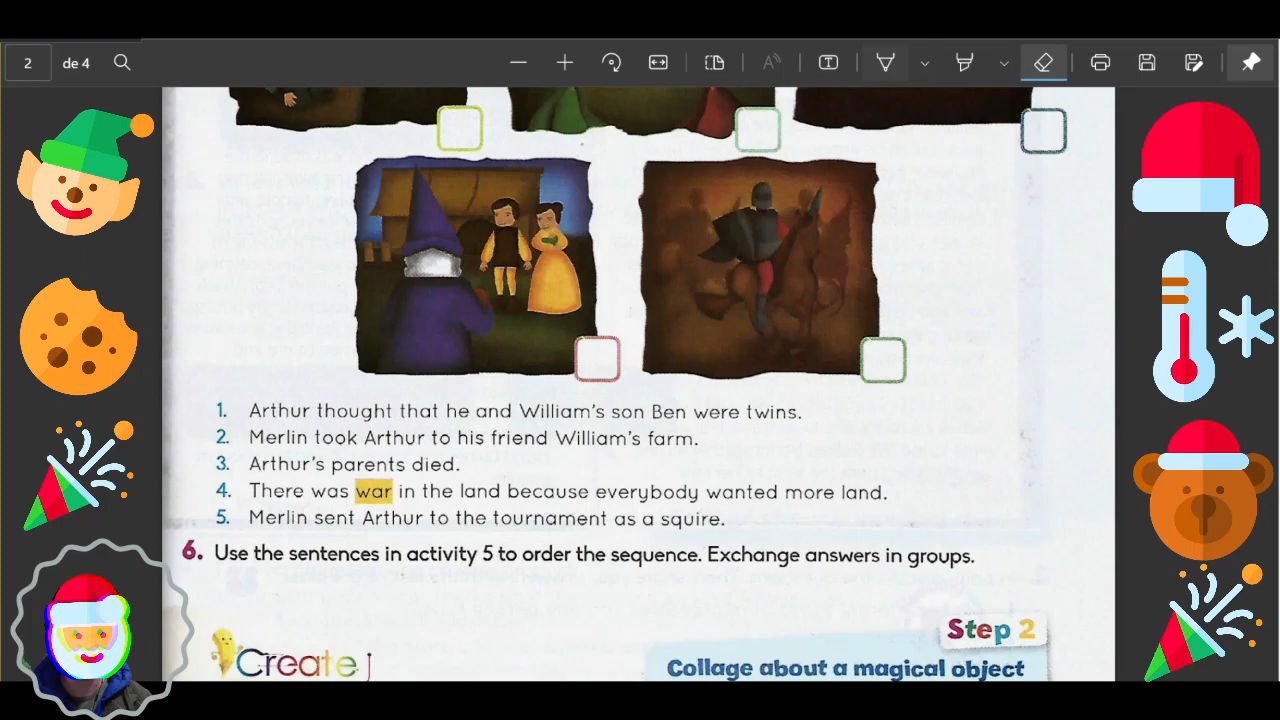 2 de 4
1. Arthur thought that he and William's son Ben were twins.
2. Merlin took Arthur to his friend William's farm.
3. Arthur's parents died.
4. There was war in the land because everybody wanted more land.
5. Merlin sent Arthur to the tournament as a squire.
6. Use the sentences in activity 5 to order the sequence. Exchange answers in groups.
Step 2
Create
Collage about a magical object